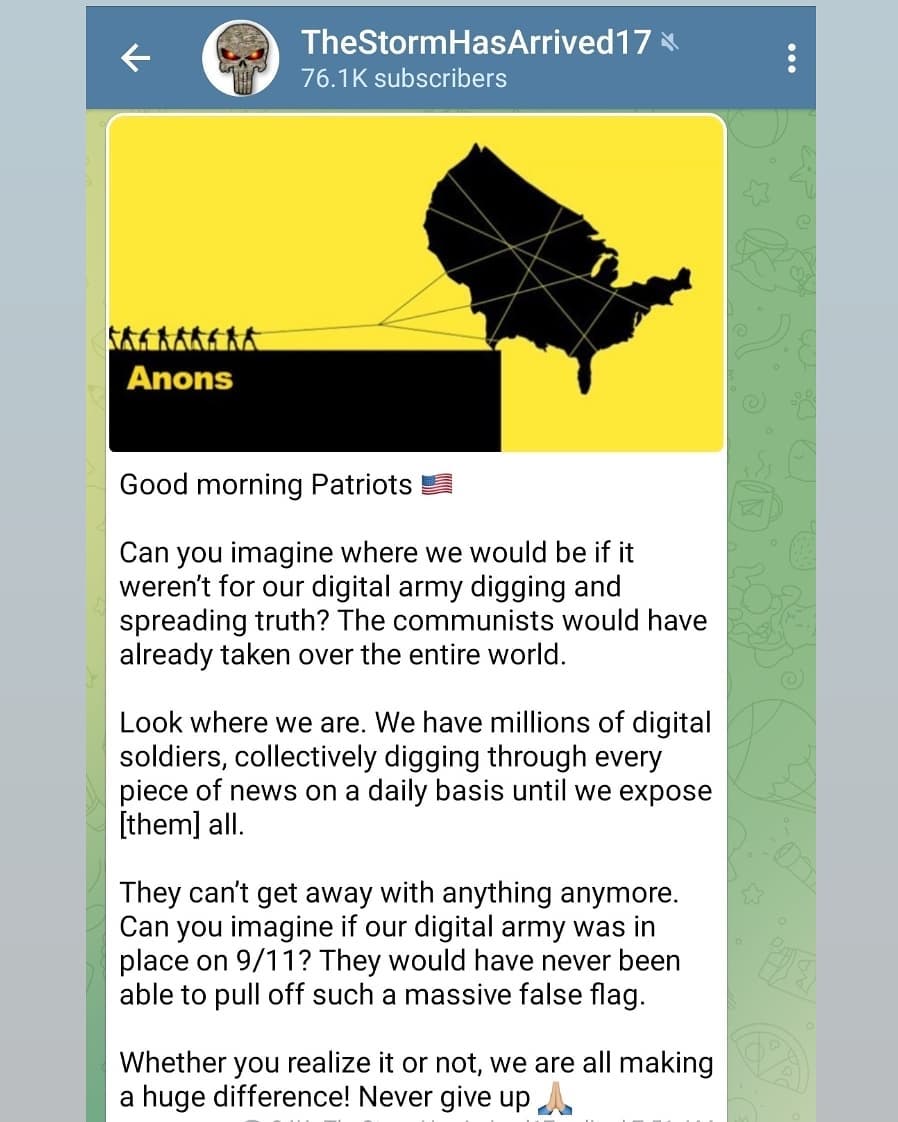 TheStormHasArrived17
76.1K subscribers
Anons
Good morning Patriots 🇺🇸
Can you imagine where we would be if it
weren't for our digital army digging and
spreading truth? The communists would have
already taken over the entire world.
Look where we are. We have millions of digital
soldiers, collectively digging through every
piece of news on a daily basis until we expose
[them] all.
They can't get away with anything anymore.
Can you imagine if our digital army was in
place on 9/11? They would have never been
able to pull off such a massive false flag.
Whether you realize it or not, we are all making
a huge difference! Never give up 🙏🏼